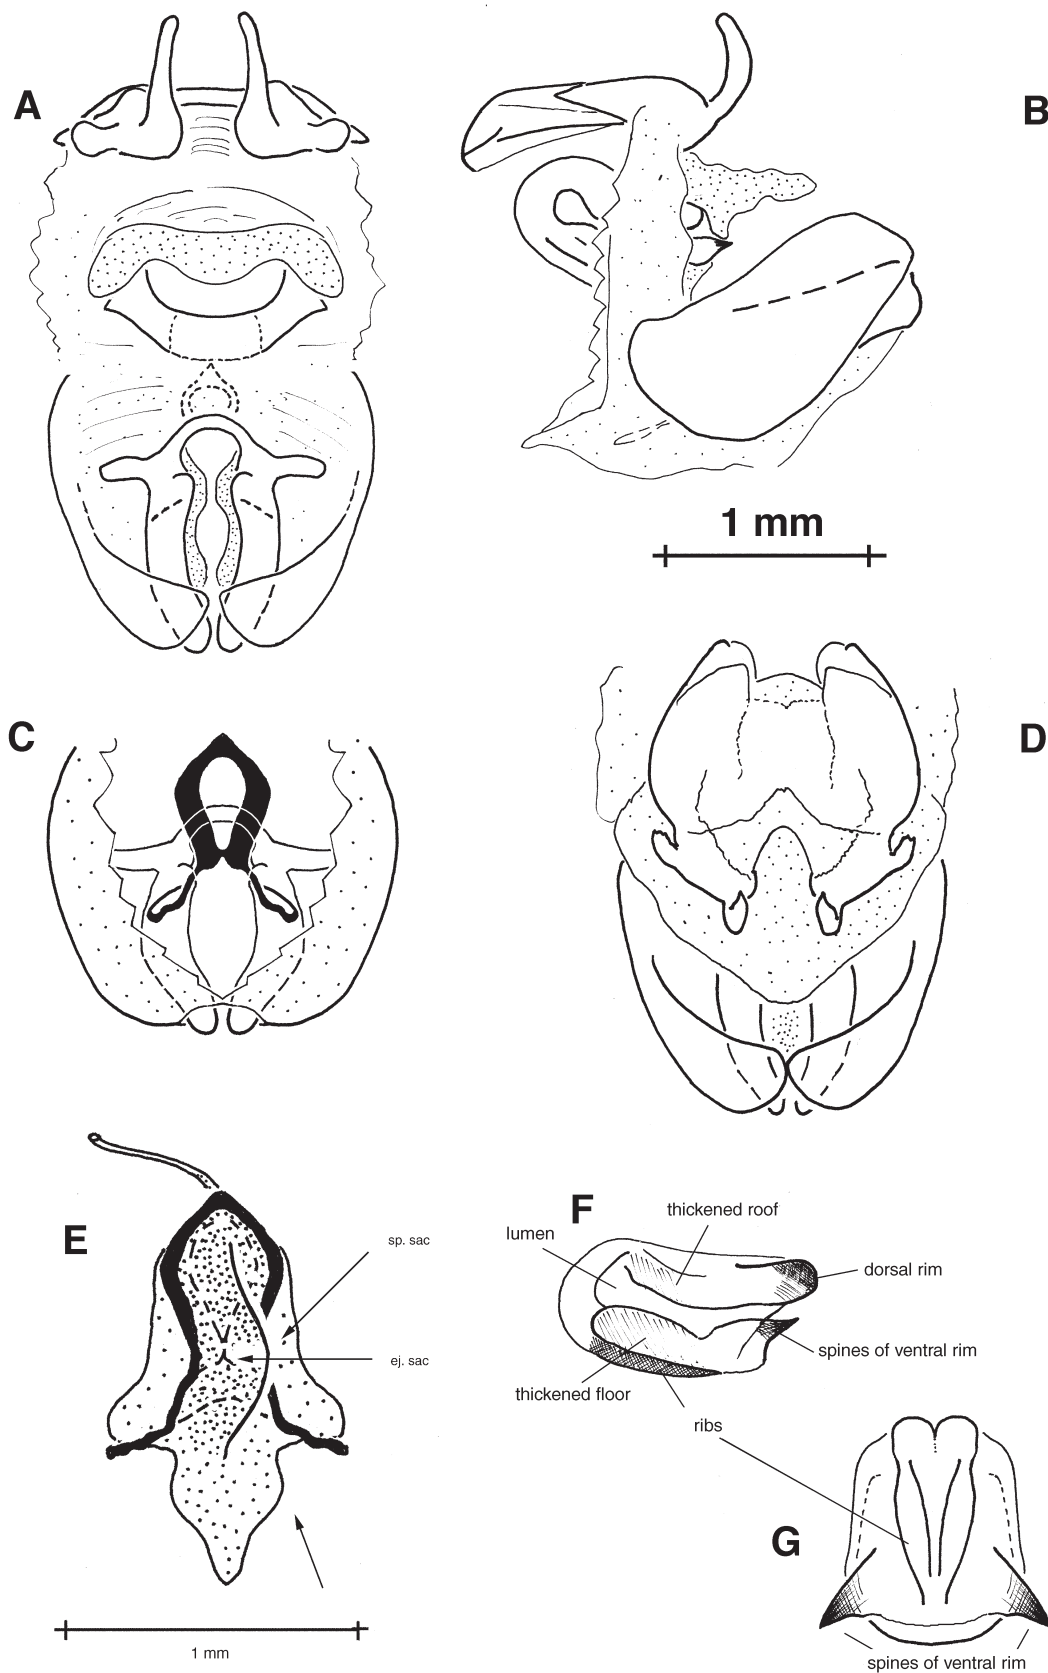 A
B
1 mm
C
D
E
sp. sac
ej. sac
1 mm
F
thickened roof
lumen
dorsal rim
spines of ventral rim
thickened floor
ribs
G
spines of ventral rim